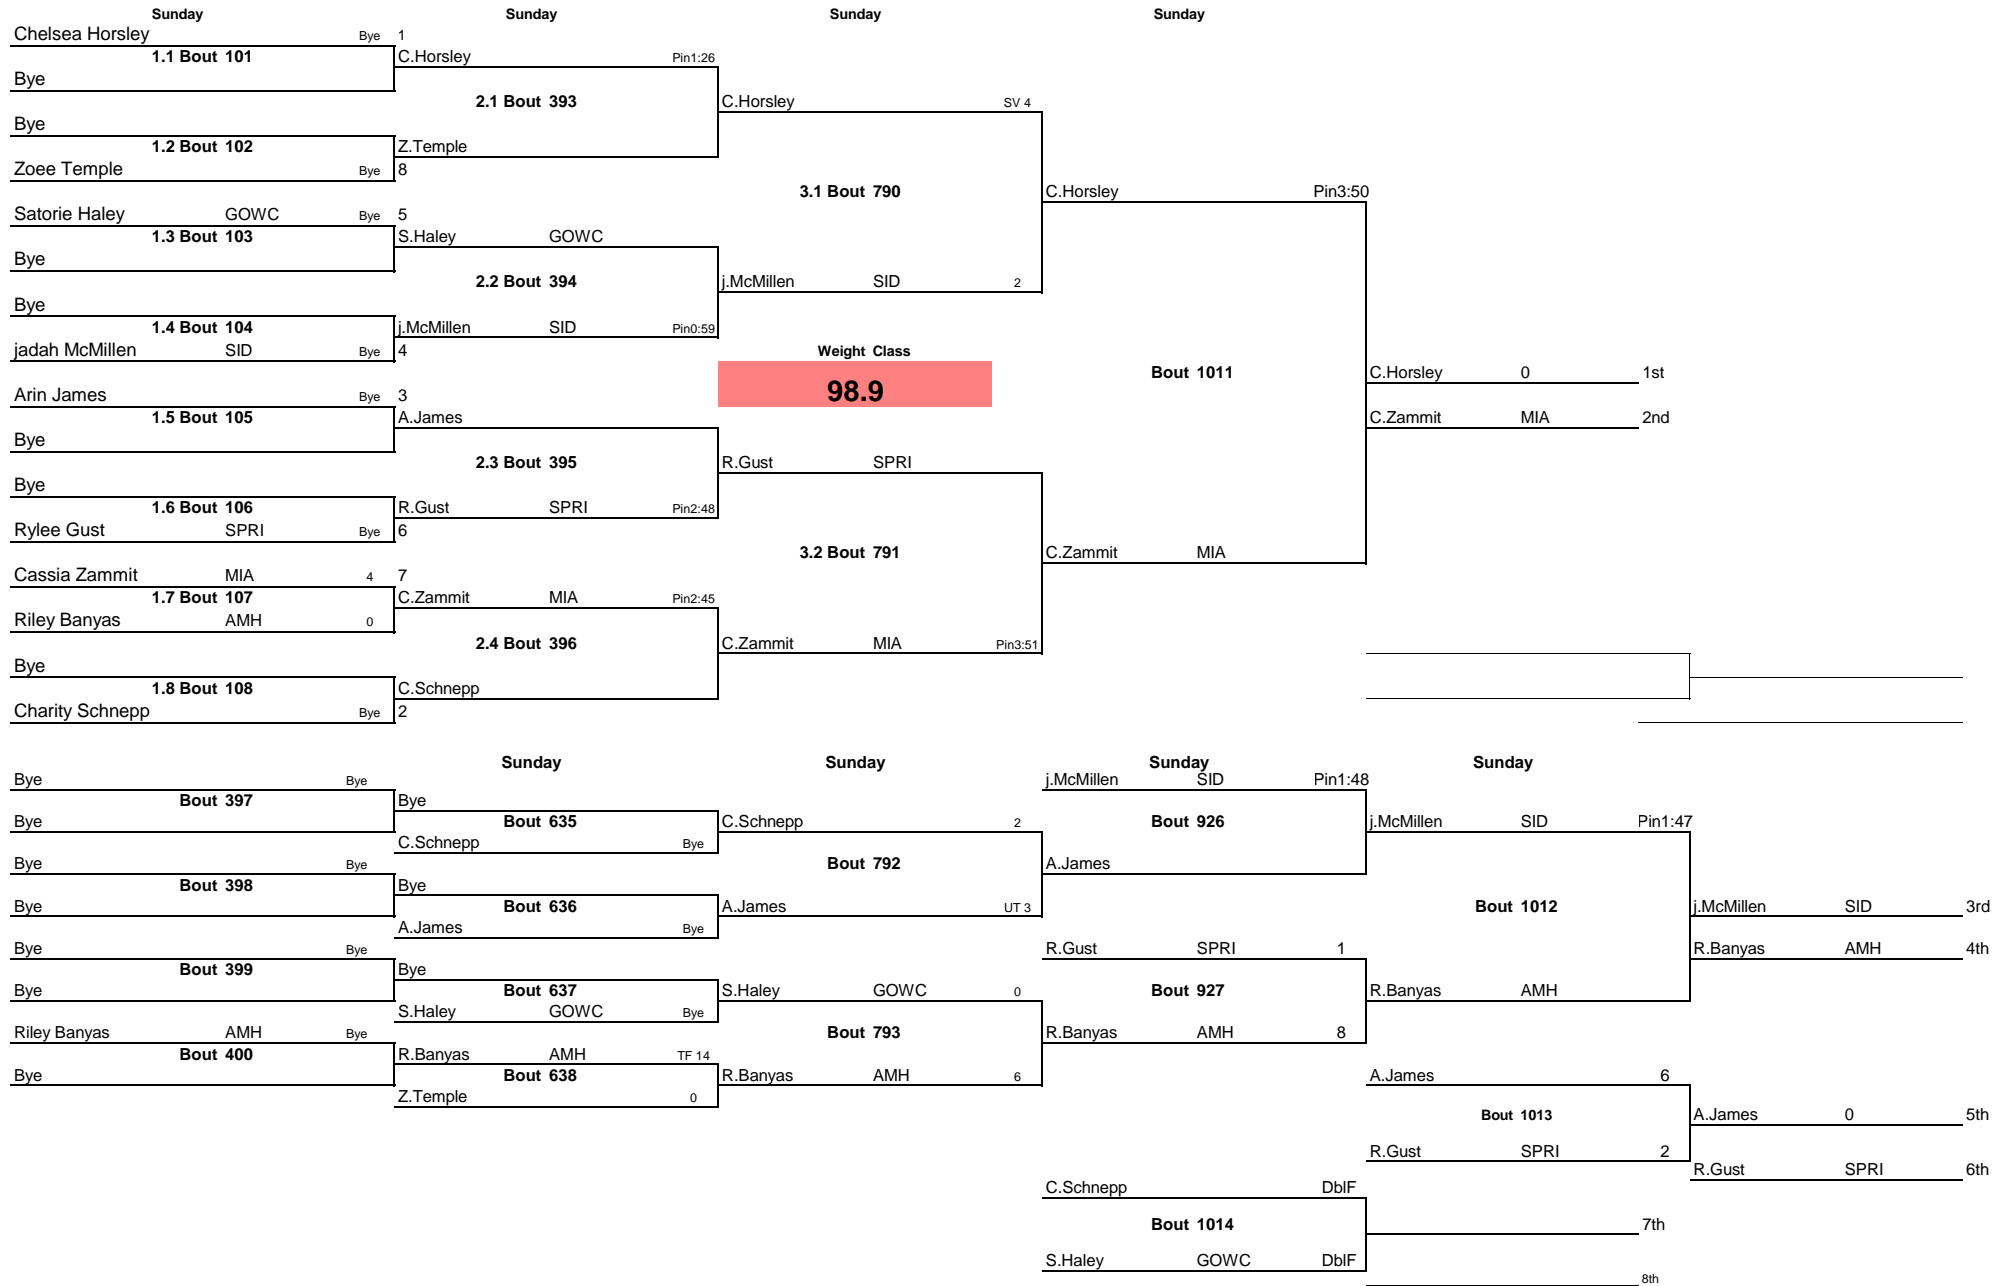 Sunday Sunday Sunday Sunday
Chelsea Horsley Bye 1
1.1 Bout 101 C.Horsley Pin1:26
Bye
2.1 Bout 393 C.Horsley SV 4
Bye
1.2 Bout 102 Z.Temple
Zoee Temple Bye 8
3.1 Bout 790 C.Horsley Pin3:50
Satorie Haley GOWC Bye 5
1.3 Bout 103 S.Haley GOWC
Bye
2.2 Bout 394 j.McMillen SID 2
Bye
1.4 Bout 104 j.McMillen SID Pin0:59
jadah McMillen SID Bye 4 Weight Class
Bout 1011 C.Horsley 0 1st
Arin James Bye 3 98.9
1.5 Bout 105 A.James C.Zammit MIA 2nd
Bye
2.3 Bout 395 R.Gust SPRI
Bye
1.6 Bout 106 R.Gust SPRI Pin2:48
Rylee Gust SPRI Bye 6
3.2 Bout 791 C.Zammit MIA
Cassia Zammit MIA 4 7
1.7 Bout 107 C.Zammit MIA Pin2:45
Riley Banyas AMH 0
2.4 Bout 396 C.Zammit MIA Pin3:51
Bye
1.8 Bout 108 C.Schnepp
Charity Schnepp Bye 2
Sunday Sunday Sunday Sunday
Bye Bye j.McMillen SID Pin1:48
Bout 397 Bye
Bye Bout 635 C.Schnepp 2 Bout 926 j.McMillen SID Pin1:47
C.Schnepp Bye
Bye Bye Bout 792 A.James
Bout 398 Bye
Bye Bout 636 A.James UT 3 Bout 1012 j.McMillen SID 3rd
A.James Bye
Bye Bye R.Gust SPRI 1 R.Banyas AMH 4th
Bout 399 Bye
Bye Bout 637 S.Haley GOWC 0 Bout 927 R.Banyas AMH
S.Haley GOWC Bye
Riley Banyas AMH Bye Bout 793 R.Banyas AMH 8
Bout 400 R.Banyas AMH TF 14
Bye Bout 638 R.Banyas AMH 6 A.James 6
Z.Temple 0
Bout 1013 A.James 0 5th
R.Gust SPRI 2
R.Gust SPRI 6th
C.Schnepp DblF
Bout 1014 7th
S.Haley GOWC DblF
8th